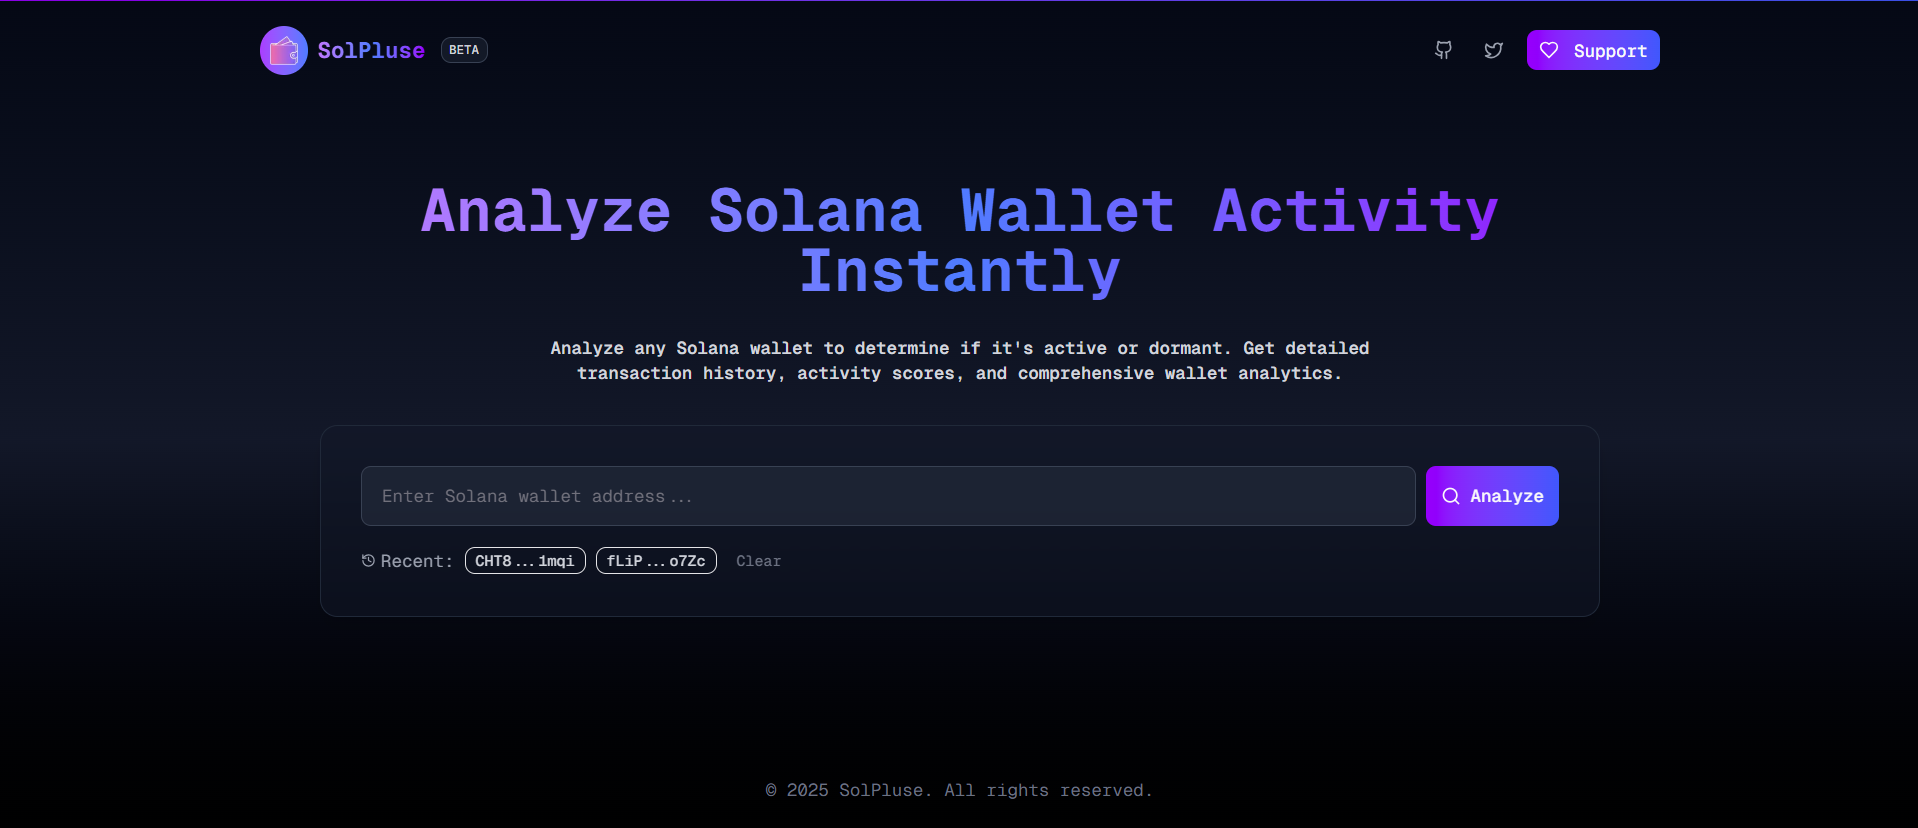 SolPluse BETA
Support
Analyze Solana Wallet Activity
Instantly
Analyze any Solana wallet to determine if it's active or dormant. Get detailed
transaction history, activity scores, and comprehensive wallet analytics.
Enter Solana wallet address...
Analyze
Recent: CHT8...1mqi fLiP...o7Zc Clear
© 2025 SolPluse. All rights reserved.